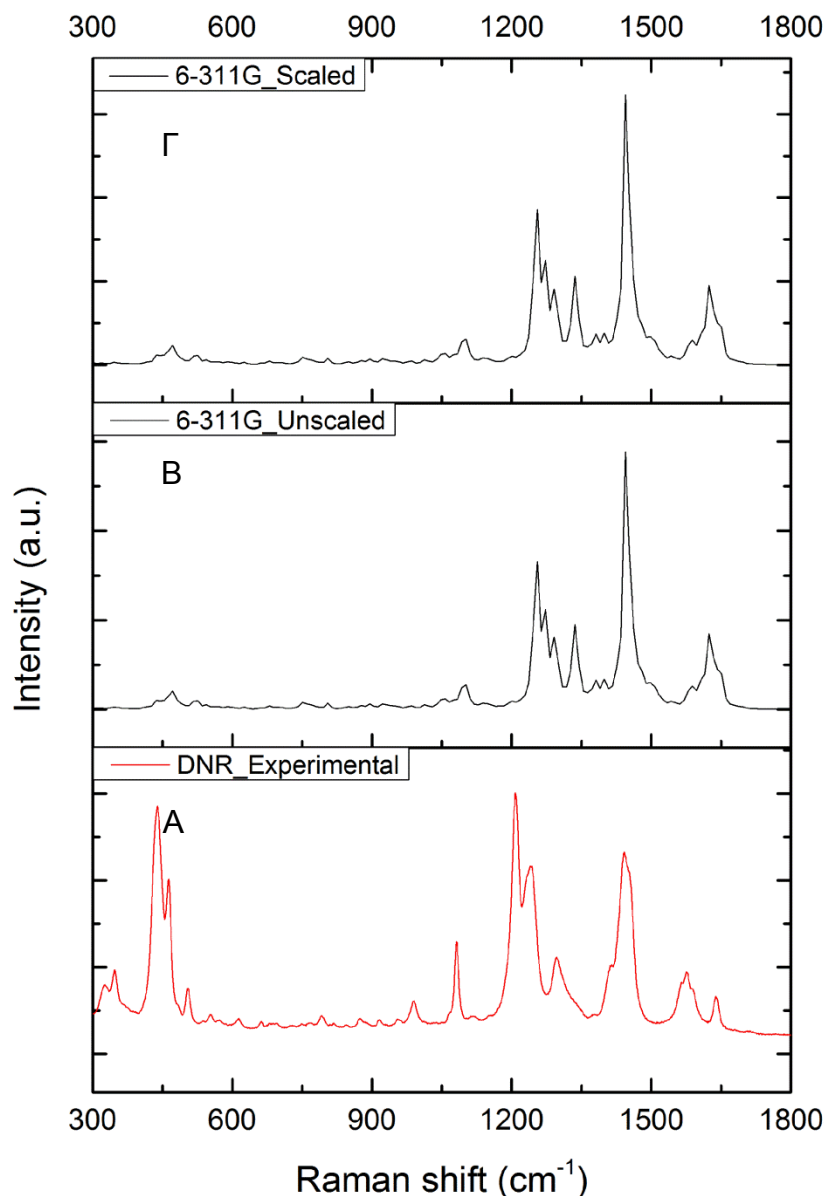 300 600 900 1200 1500 1800
6-311G_Scaled
Γ
6-311G_Unscaled
B
Intensity (a.u.)
DNR_Experimental
A
300 600 900 1200 1500 1800
Raman shift (cm⁻¹)